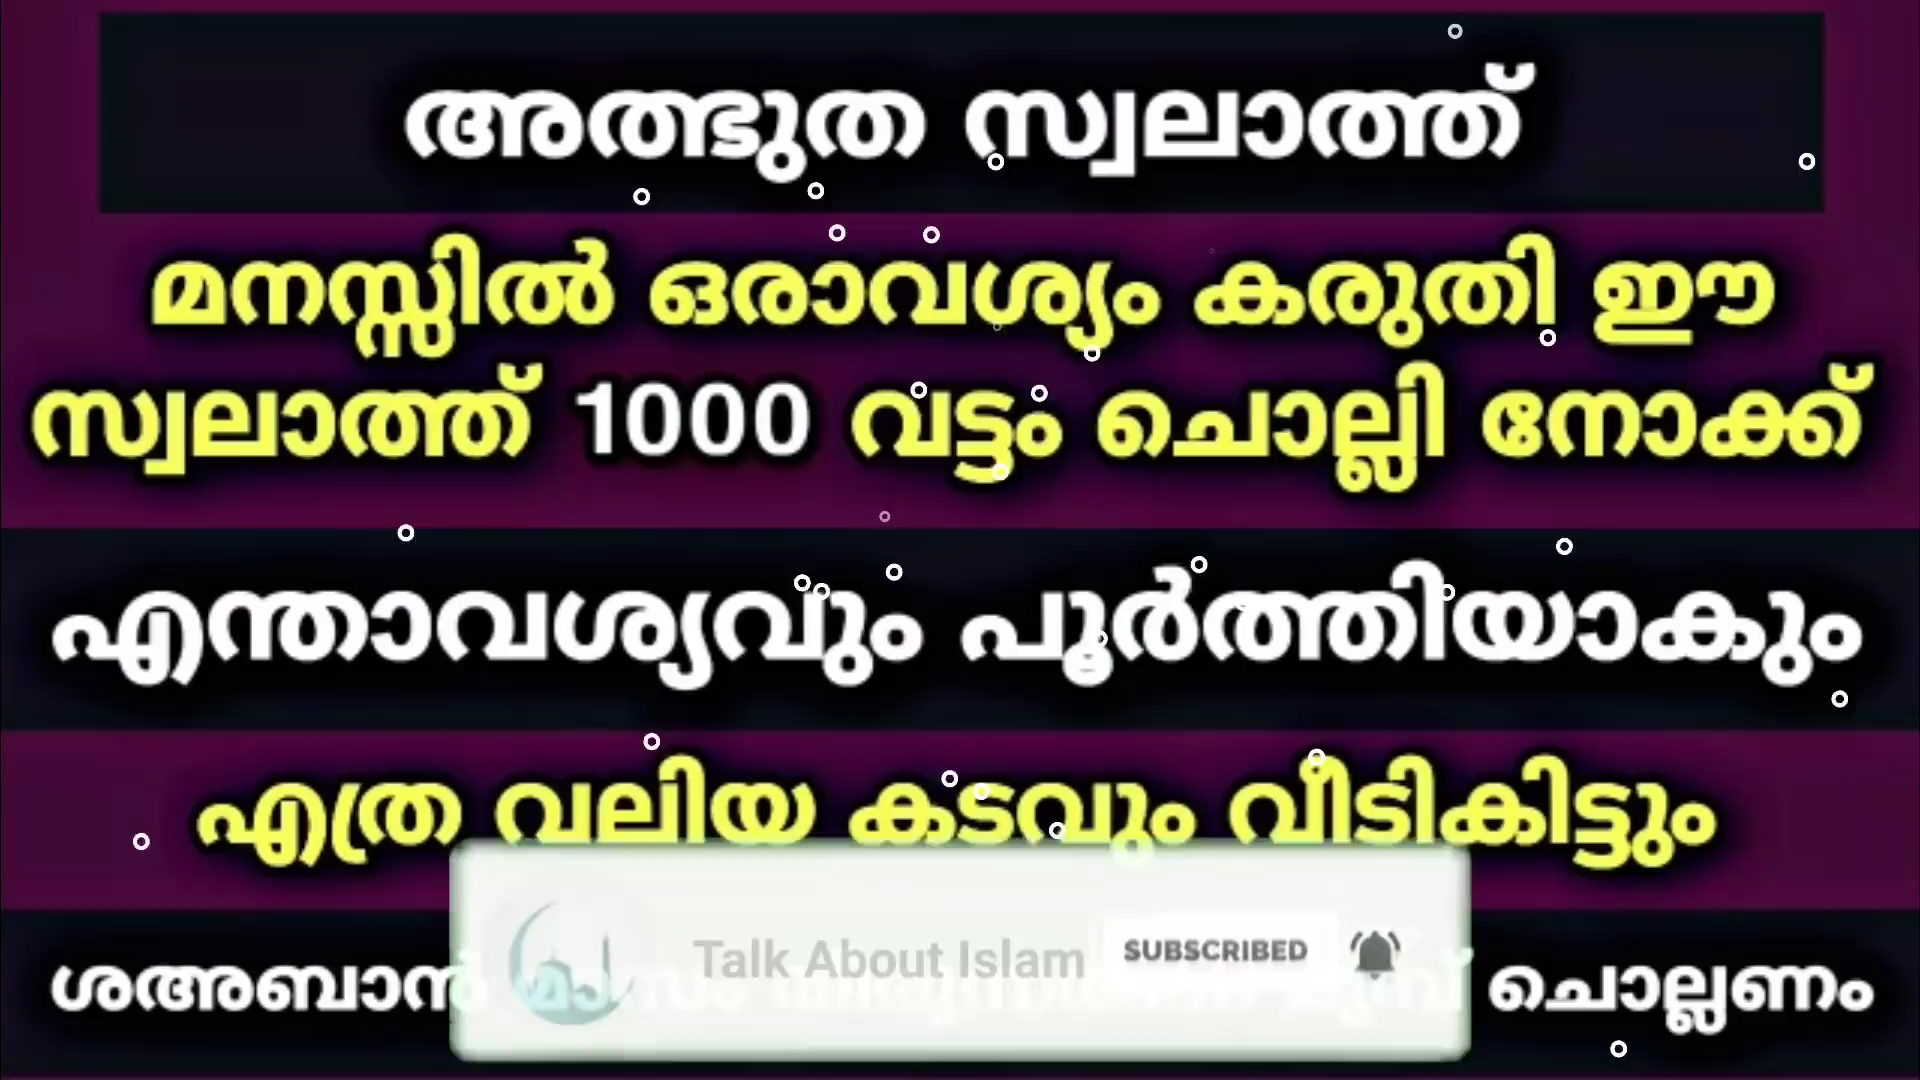 അത്ഭുത സ്വലാത്ത്
മനസ്സിൽ ഒരാവശ്യം കരുതി ഈ
സ്വലാത്ത് 1000 വട്ടം ചൊല്ലി നോക്ക്
എന്താവശ്യവും പൂർത്തിയാകും
എത്ര വലിയ കടവും വീടികിട്ടും
Talk About Islam SUBSCRIBED
ശഅബാൻ മാസം ചൊല്ലണം